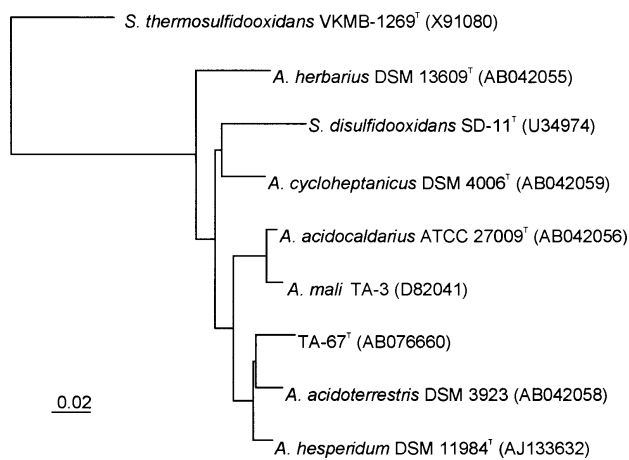 S. thermosulfidooxidans VKMB-1269ᵀ (X91080)
A. herbarius DSM 13609ᵀ (AB042055)
S. disulfidooxidans SD-11ᵀ (U34974)
A. cycloheptanicus DSM 4006ᵀ (AB042059)
A. acidocaldarius ATCC 27009ᵀ (AB042056)
A. mali TA-3 (D82041)
TA-67ᵀ (AB076660)
A. acidoterrestris DSM 3923 (AB042058)
0.02
A. hesperidum DSM 11984ᵀ (AJ133632)